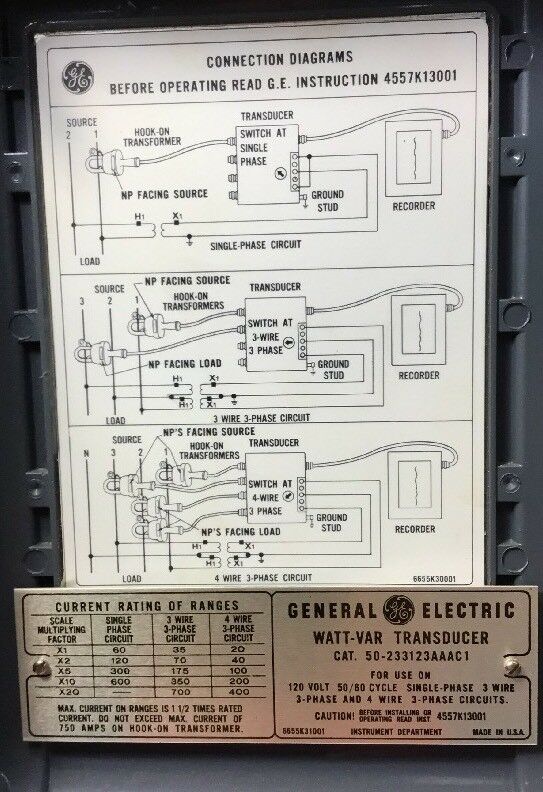 GE
CONNECTION DIAGRAMS
BEFORE OPERATING READ G.E. INSTRUCTION 4557K13001
SOURCE
2 1
HOOK-ON
TRANSFORMER
TRANSDUCER
SWITCH AT
SINGLE
PHASE
NP FACING SOURCE
GROUND
STUD
RECORDER
H1 X1
SINGLE-PHASE CIRCUIT
LOAD
SOURCE
3 2 1
NP FACING SOURCE
HOOK-ON
TRANSFORMERS
TRANSDUCER
SWITCH AT
3-WIRE
3 PHASE
NP FACING LOAD
GROUND
STUD
RECORDER
H1 X1
H1 X1
LOAD
3 WIRE 3-PHASE CIRCUIT
NP'S FACING SOURCE
SOURCE
HOOK-ON
TRANSFORMERS
TRANSDUCER
N 3 2 1
SWITCH AT
4-WIRE
3 PHASE
NP'S FACING LOAD
GROUND
STUD
RECORDER
H1 X1
H1 X1
LOAD
4 WIRE 3-PHASE CIRCUIT
6655K30001
CURRENT RATING OF RANGES
SCALE MULTIPLYING FACTOR SINGLE PHASE CIRCUIT 3 WIRE 3-PHASE CIRCUIT 4 WIRE 3-PHASE CIRCUIT
X1 60 35 20
X2 120 70 40
X5 300 175 100
X10 600 350 200
X20 — 700 400
MAX. CURRENT ON RANGES IS 1 1/2 TIMES RATED
CURRENT. DO NOT EXCEED MAX. CURRENT OF
750 AMPS ON HOOK-ON TRANSFORMER.
GENERAL GE ELECTRIC
WATT-VAR TRANSDUCER
CAT. 50-233123AAAC1
FOR USE ON
120 VOLT 50/60 CYCLE SINGLE-PHASE 3 WIRE
3-PHASE AND 4 WIRE 3-PHASE CIRCUITS.
CAUTION! BEFORE INSTALLING OR OPERATING READ INST. 4557K13001
6655K31001 INSTRUMENT DEPARTMENT MADE IN U.S.A.